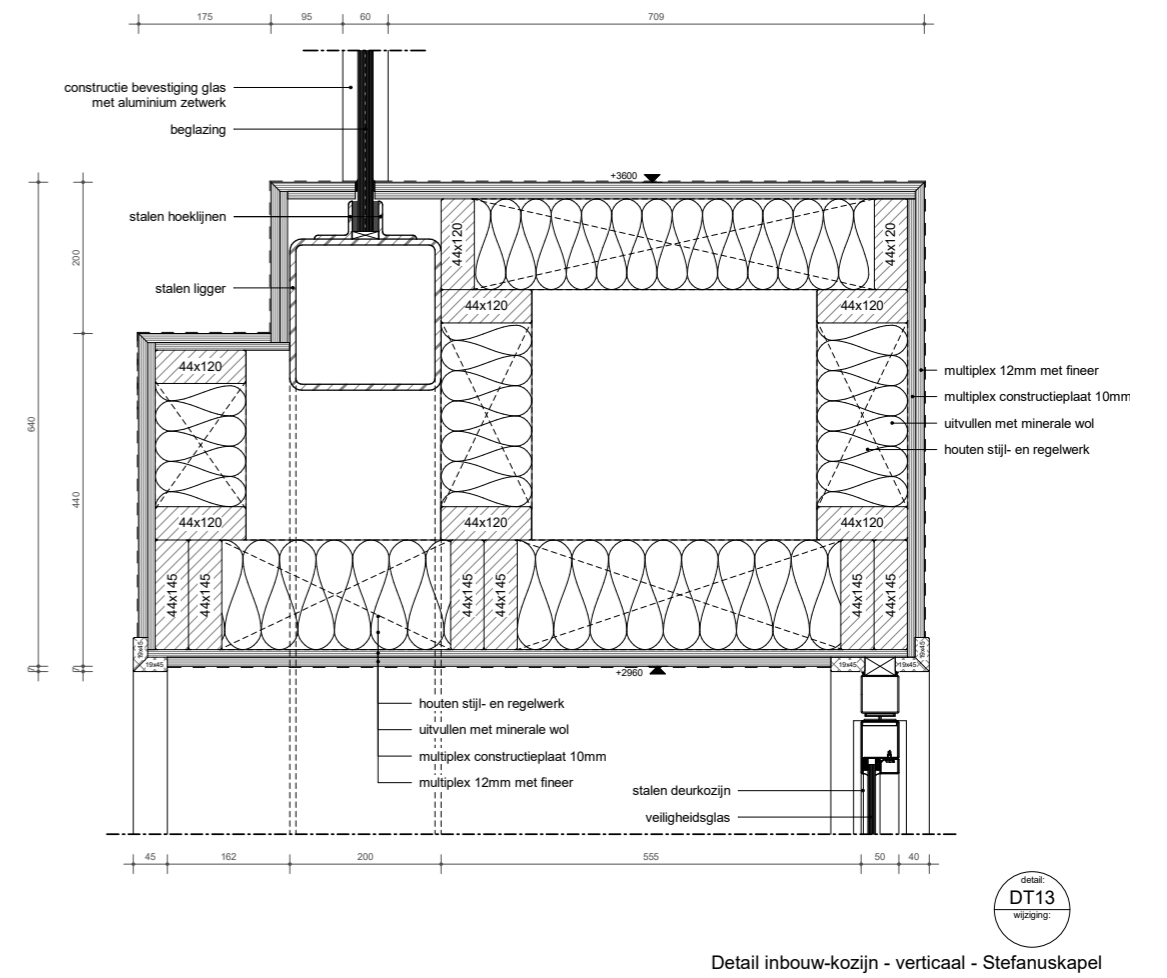 175
95
60
709
constructie bevestiging glas
met aluminium zetwerk
beglazing
+3600
stalen hoeklijnen
stalen ligger
200
640
440
7
7
44x120
44x120
44x120
44x120
44x120
44x120
44x120
44x120
multiplex 12mm met fineer
multiplex constructieplaat 10mm
uitvullen met minerale wol
houten stijl- en regelwerk
44x145
44x145
44x145
44x145
44x145
44x145
19x45
19x45
19x45
19x45
19x45
+2960
houten stijl- en regelwerk
uitvullen met minerale wol
multiplex constructieplaat 10mm
multiplex 12mm met fineer
stalen deurkozijn
veiligheidsglas
45
162
200
555
50
40
detail:
DT13
wijziging:
Detail inbouw-kozijn - verticaal - Stefanuskapel